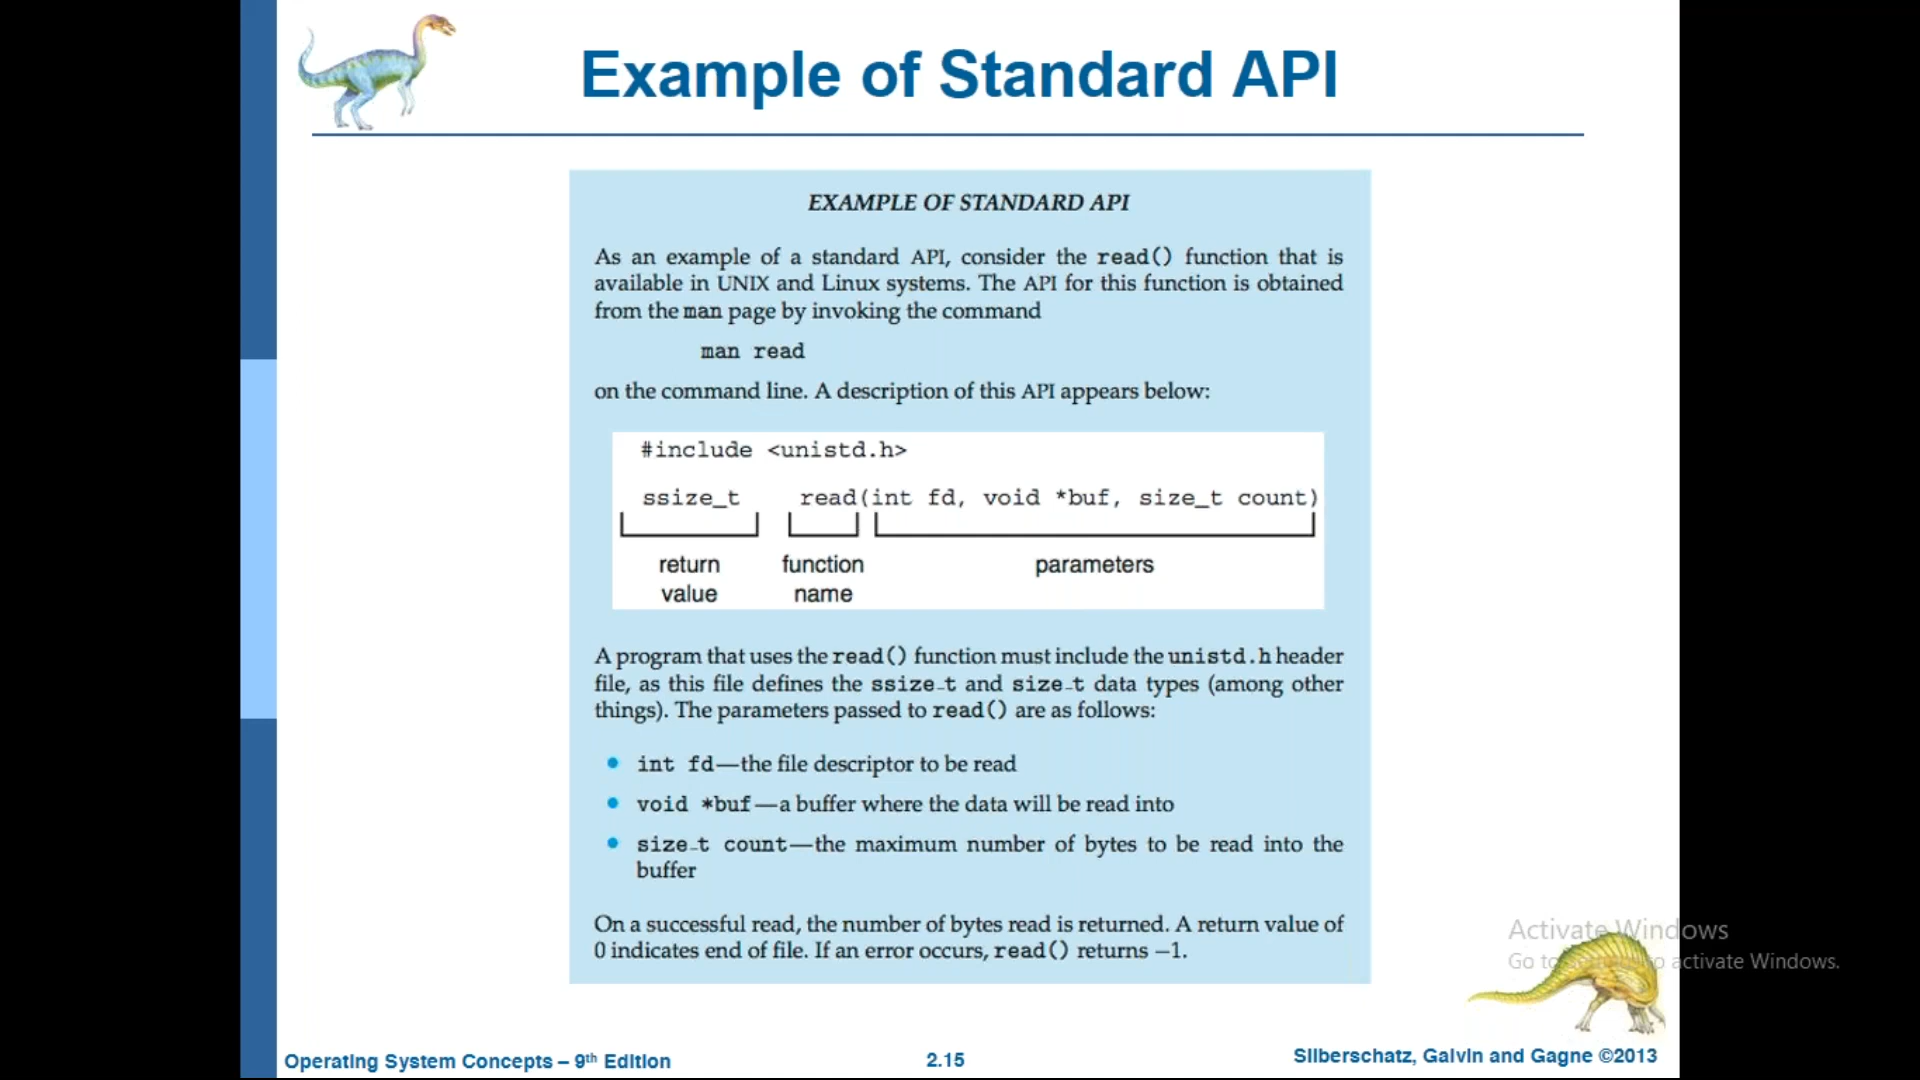 Example of Standard API
EXAMPLE OF STANDARD API
As an example of a standard API, consider the read() function that is
available in UNIX and Linux systems. The API for this function is obtained
from the man page by invoking the command
man read
on the command line. A description of this API appears below:
#include <unistd.h>
ssize_t read(int fd, void *buf, size_t count)
return value
function name
parameters
A program that uses the read() function must include the unistd.h header
file, as this file defines the ssize_t and size_t data types (among other
things). The parameters passed to read() are as follows:
• int fd—the file descriptor to be read
• void *buf—a buffer where the data will be read into
• size_t count—the maximum number of bytes to be read into the
buffer
On a successful read, the number of bytes read is returned. A return value of
0 indicates end of file. If an error occurs, read() returns −1.
Activate Windows
Go to activate Windows.
Operating System Concepts – 9th Edition
2.15
Silberschatz, Galvin and Gagne ©2013